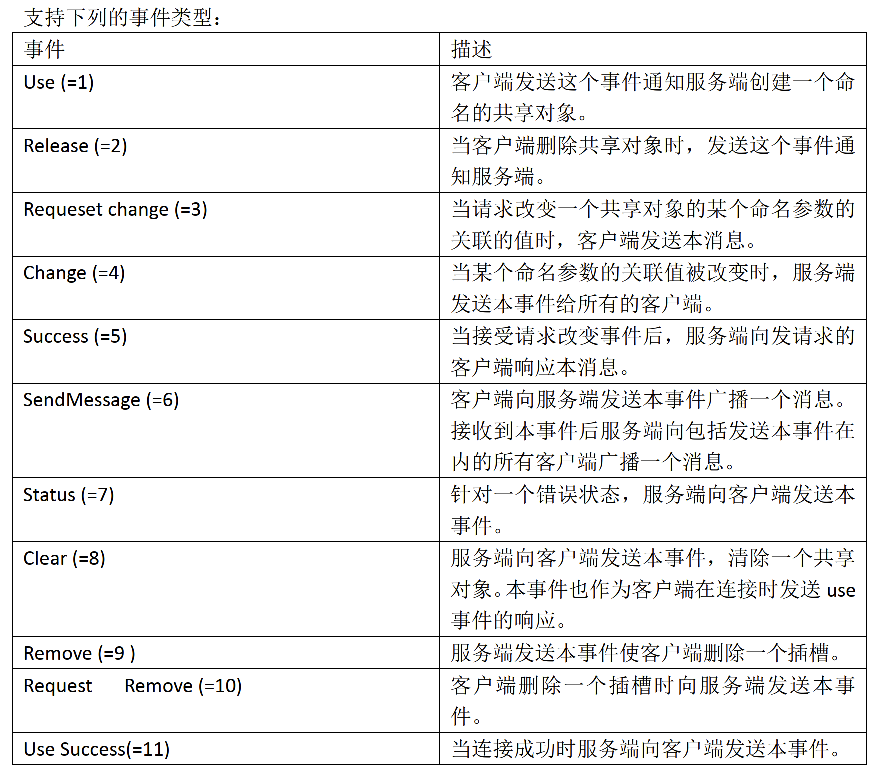 支持下列的事件类型：
事件 描述
Use (=1) 客户端发送这个事件通知服务端创建一个命
名的共享对象。
Release (=2) 当客户端删除共享对象时，发送这个事件通
知服务端。
Requeset change (=3) 当请求改变一个共享对象的某个命名参数的
关联的值时，客户端发送本消息。
Change (=4) 当某个命名参数的关联值被改变时，服务端
发送本事件给所有的客户端。
Success (=5) 当接受请求改变事件后，服务端向发请求的
客户端响应本消息。
SendMessage (=6) 客户端向服务端发送本事件广播一个消息。
接收到本事件后服务端向包括发送本事件在
内的所有客户端广播一个消息。
Status (=7) 针对一个错误状态，服务端向客户端发送本
事件。
Clear (=8) 服务端向客户端发送本事件，清除一个共享
对象。本事件也作为客户端在连接时发送 use
事件的响应。
Remove (=9 ) 服务端发送本事件使客户端删除一个插槽。
Request Remove (=10) 客户端删除一个插槽时向服务端发送本事
件。
Use Success(=11) 当连接成功时服务端向客户端发送本事件。